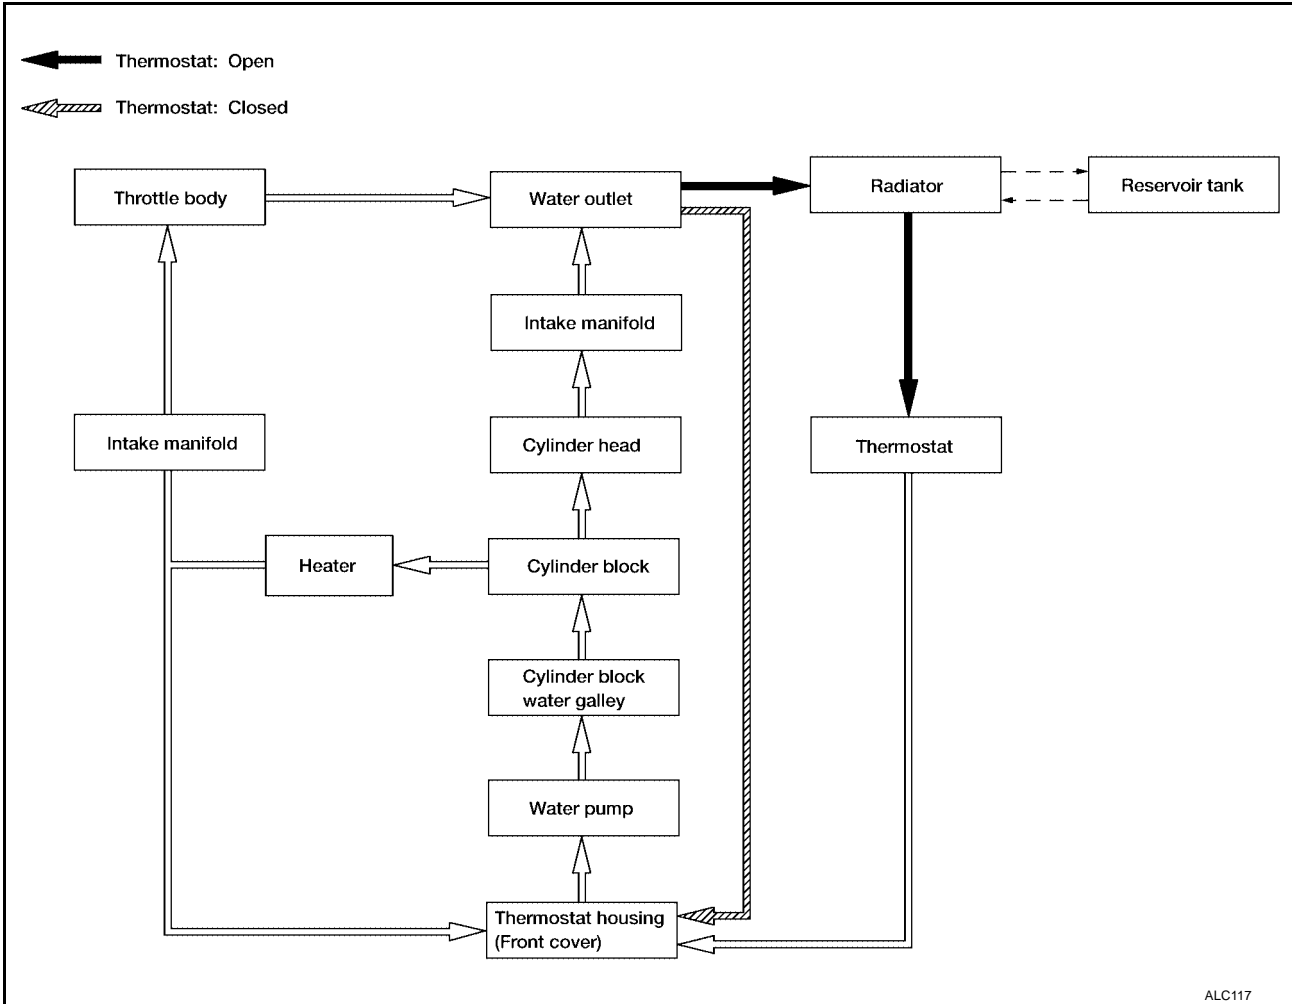 Thermostat: Open
Thermostat: Closed
Throttle body
Water outlet
Radiator
Reservoir tank
Intake manifold
Intake manifold
Cylinder head
Thermostat
Heater
Cylinder block
Cylinder block
water galley
Water pump
Thermostat housing
(Front cover)
ALC117